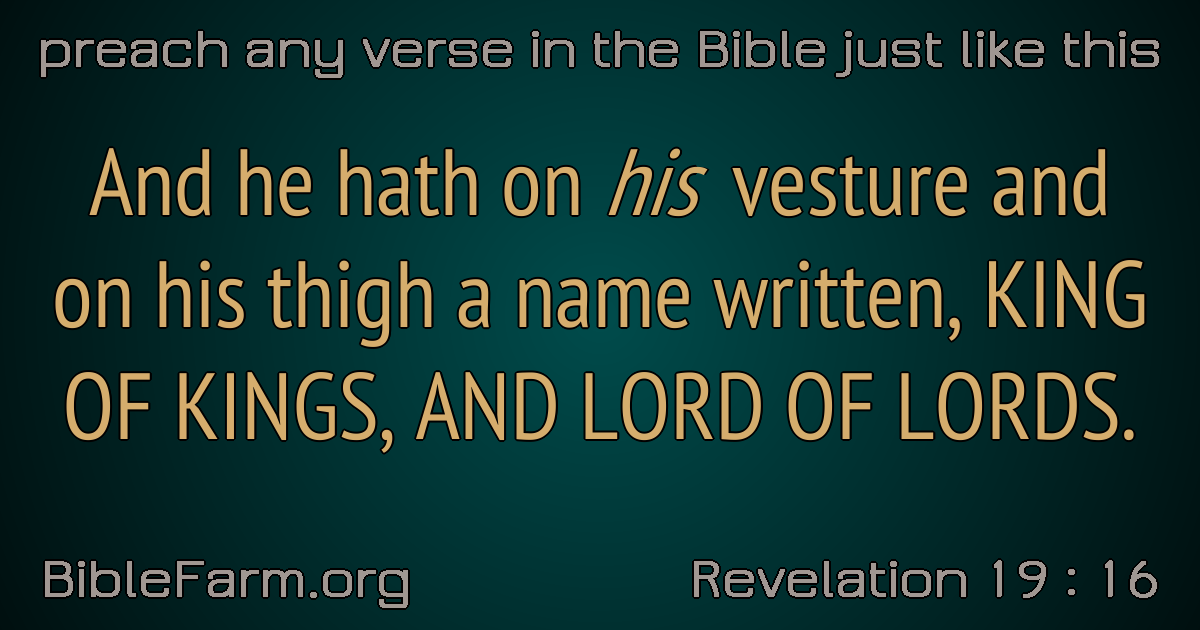 preach any verse in the Bible just like this
And he hath on his vesture and
on his thigh a name written, KING
OF KINGS, AND LORD OF LORDS.
BibleFarm.org
Revelation 19 : 16